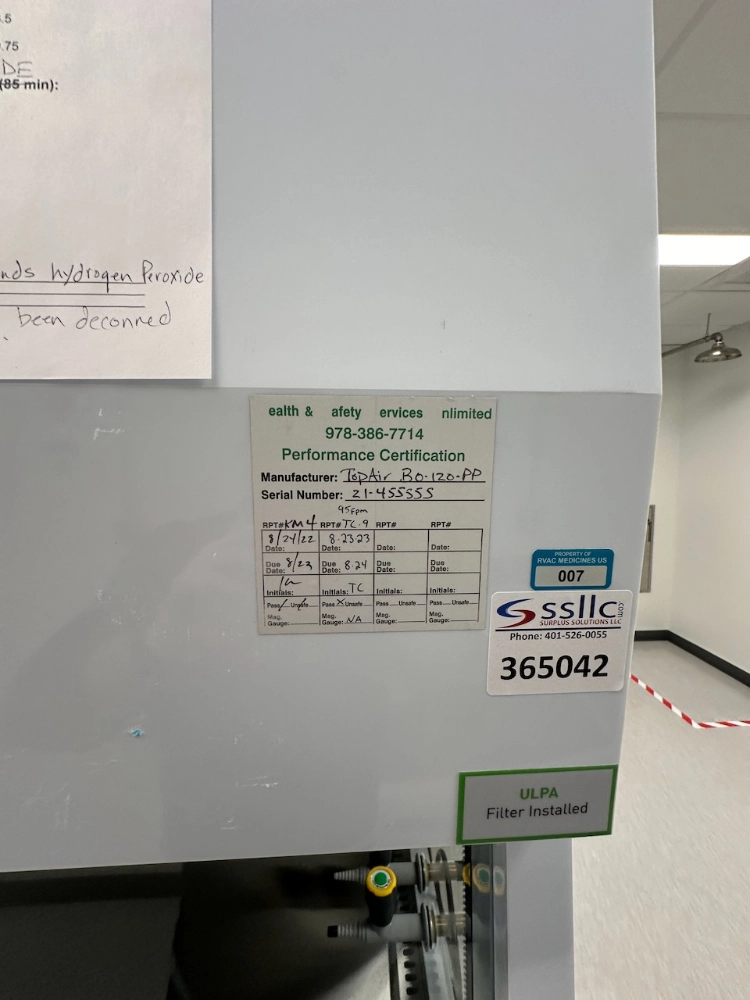 .5
.75
DE
(85 min):
nds hydrogen Peroxide
been deconned
ealth & afety ervices nlimited
978-386-7714
Performance Certification
Manufacturer: TopAir BO-120-PP
Serial Number: 21-455555
95 fpm
RPT# KM4 RPT# TC-9 RPT# RPT#
8/24/22 8-23-23
Date: Date: Date: Date:
Due Date: 8/23 Due Date: 8.24 Due Date: Due Date:
Initials: Initials: TC Initials: Initials:
Pass ✓ Unsafe Pass X Unsafe Pass Unsafe Pass Unsafe
Mag. Gauge: Mag. Gauge: NA Mag. Gauge: Mag. Gauge:
PROPERTY OF
RVAC MEDICINES US
007
ssllc.com
SURPLUS SOLUTIONS LLC
Phone: 401-526-0055
365042
ULPA
Filter Installed